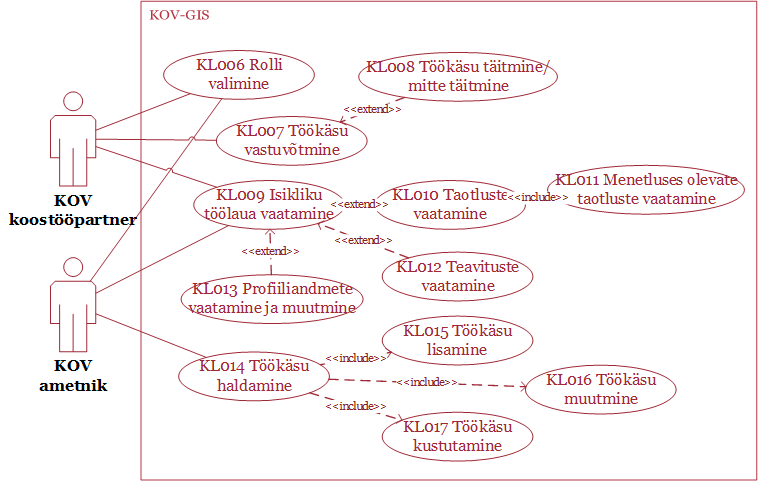 KOV-GIS
KL006 Rolli
valimine
KL008 Töökäsu täitmine/
mitte täitmine
<<extend>>
KL007 Töökäsu
vastuvõtmine
KOV
koostööpartner
KL009 Isikliku
töölaua vaatamine
<<extend>>
KL010 Taotluste
vaatamine
<<include>>
KL011 Menetluses olevate
taotluste vaatamine
<<extend>>
<<extend>>
KL012 Teavituste
vaatamine
KL013 Profiiliandmete
vaatamine ja muutmine
KOV
ametnik
KL014 Töökäsu
haldamine
<<include>>
KL015 Töökäsu
lisamine
<<include>>
KL016 Töökäsu
muutmine
<<include>>
KL017 Töökäsu
kustutamine